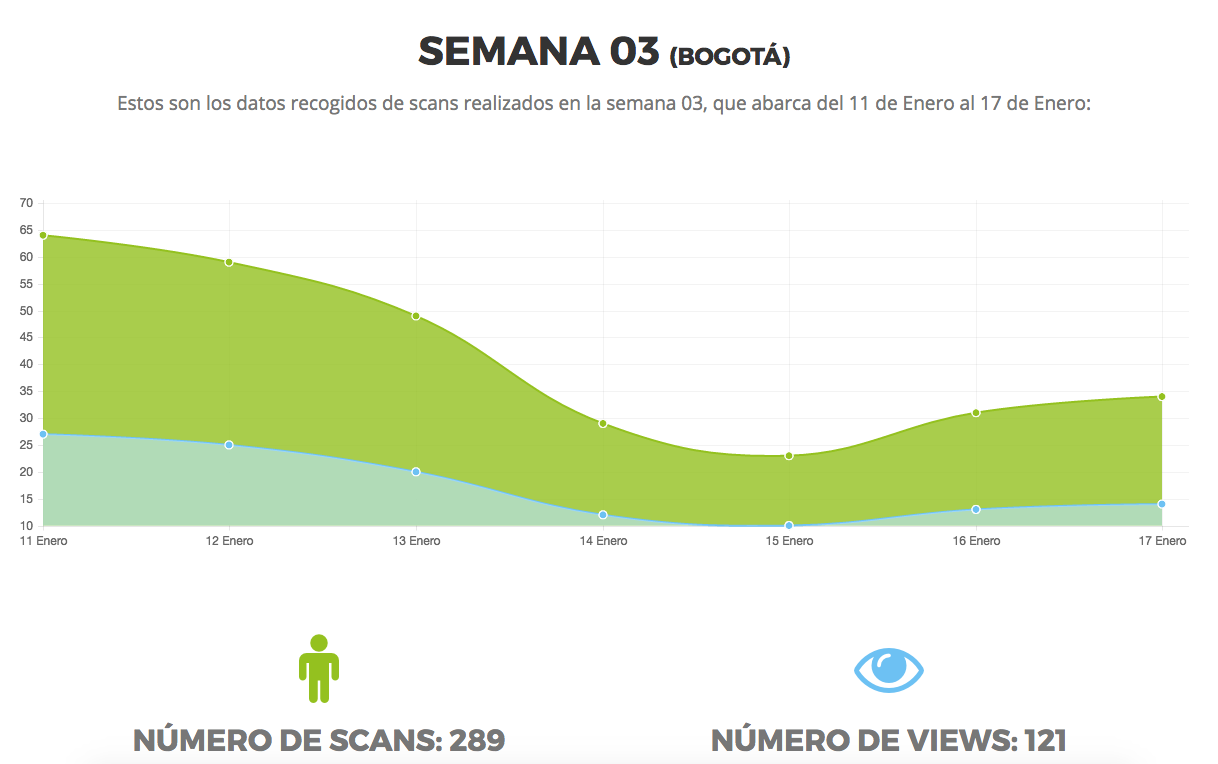 SEMANA 03 (BOGOTÁ)
Estos son los datos recogidos de scans realizados en la semana 03, que abarca del 11 de Enero al 17 de Enero:
70
65
60
55
50
45
40
35
30
25
20
15
10
11 Enero 12 Enero 13 Enero 14 Enero 15 Enero 16 Enero 17 Enero
NÚMERO DE SCANS: 289
NÚMERO DE VIEWS: 121